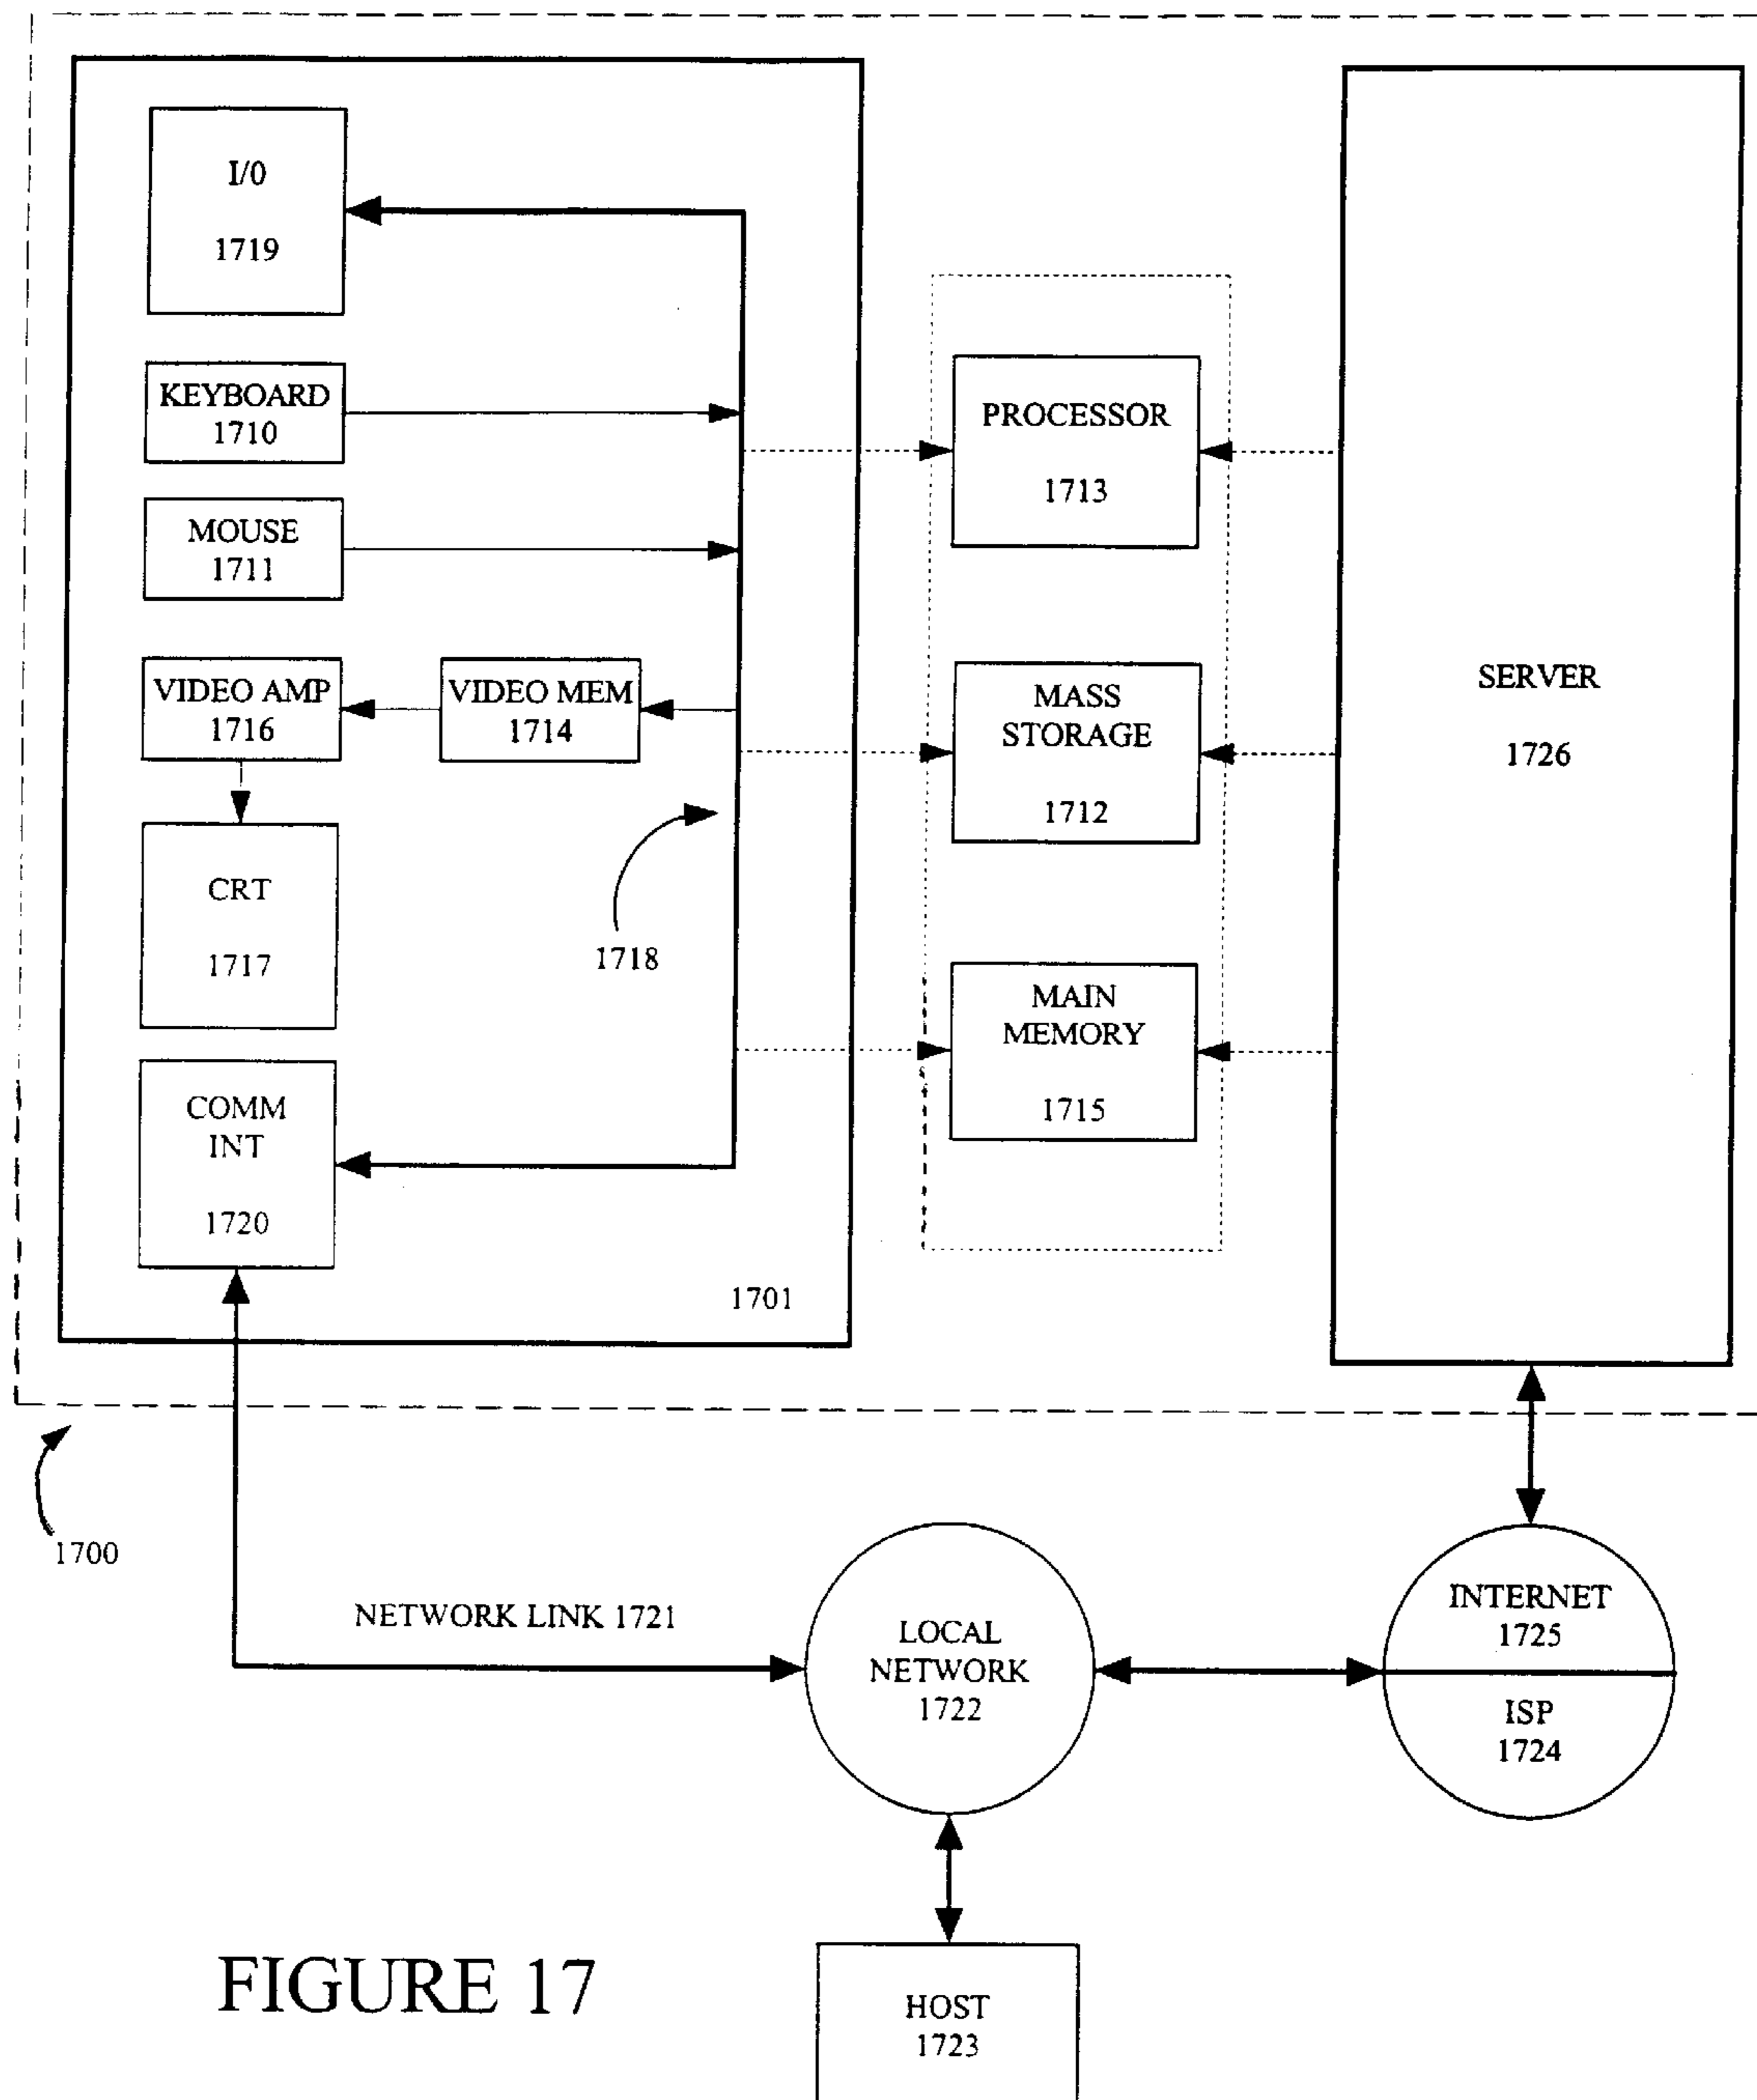 I/0
1719
KEYBOARD
1710
MOUSE
1711
VIDEO AMP
1716
VIDEO MEM
1714
CRT
1717
1718
COMM
INT
1720
1701
PROCESSOR
1713
MASS
STORAGE
1712
MAIN
MEMORY
1715
SERVER
1726
1700
NETWORK LINK 1721
LOCAL
NETWORK
1722
INTERNET
1725
ISP
1724
HOST
1723
FIGURE 17